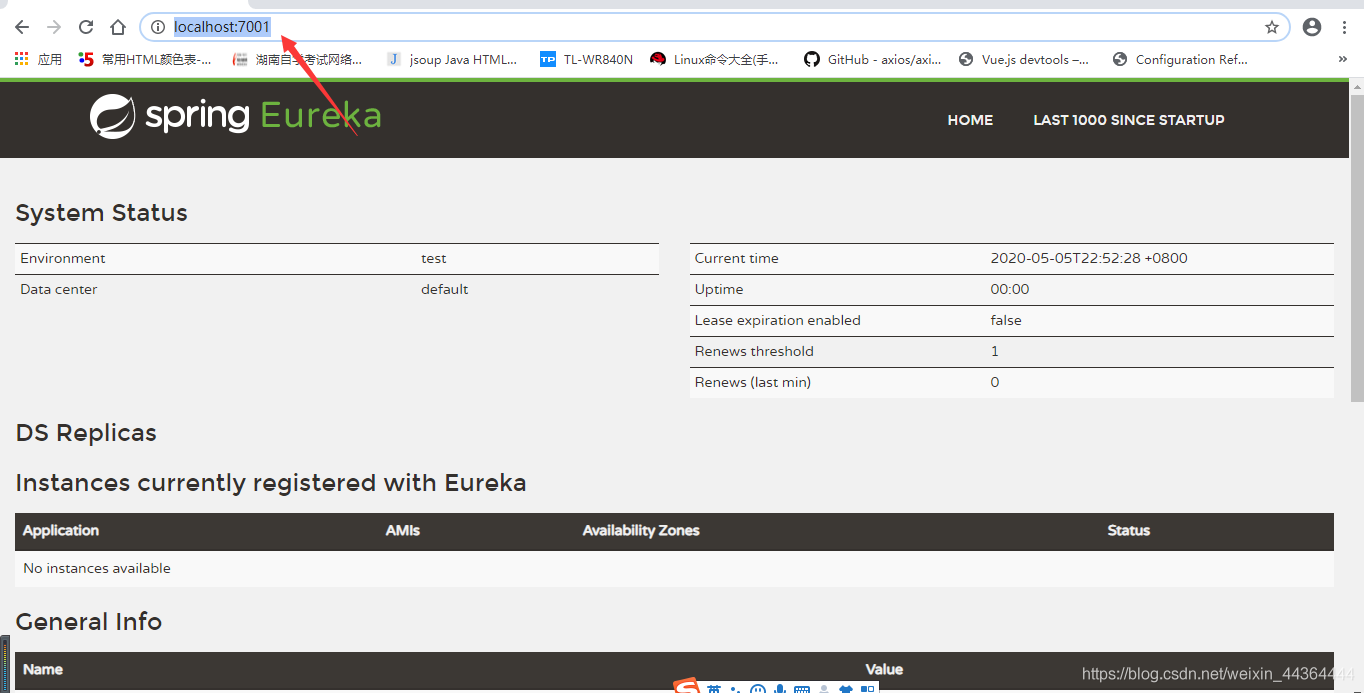 localhost:7001
应用 常用HTML颜色表-... 湖南自学考试网络... jsoup Java HTML... TL-WR840N Linux命令大全(手... GitHub - axios/axi... Vue.js devtools –... Configuration Ref... »
spring Eureka HOME LAST 1000 SINCE STARTUP
System Status
Environment test
Data center default
Current time 2020-05-05T22:52:28 +0800
Uptime 00:00
Lease expiration enabled false
Renews threshold 1
Renews (last min) 0
DS Replicas
Instances currently registered with Eureka
Application AMIs Availability Zones Status
No instances available
General Info
Name Value
https://blog.csdn.net/weixin_44364444
英